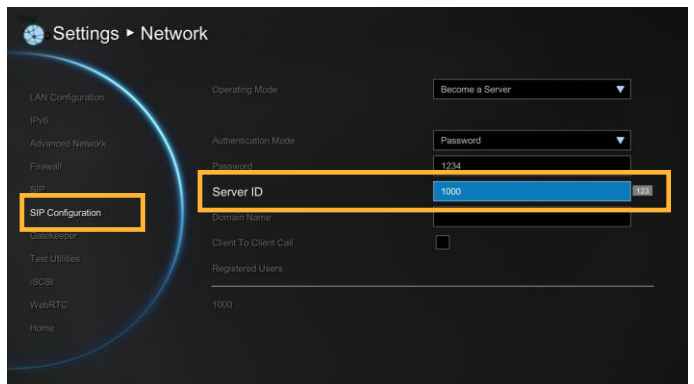 Settings ▸ Network
LAN Configuration
IPv6
Advanced Network
Firewall
SIP
SIP Configuration
Gatekeeper
Test Utilities
iSCSI
WebRTC
Home
Operating Mode Become a Server
Authentication Mode Password
Password 1234
Server ID 1000 123
Domain Name
Client To Client Call
Registered Users
1000